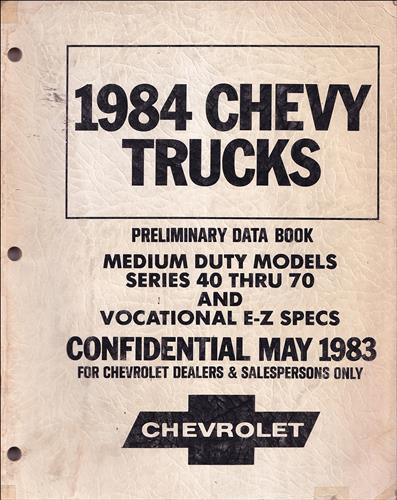 1984 CHEVY
TRUCKS
PRELIMINARY DATA BOOK
MEDIUM DUTY MODELS
SERIES 40 THRU 70
AND
VOCATIONAL E-Z SPECS
CONFIDENTIAL MAY 1983
FOR CHEVROLET DEALERS & SALESPERSONS ONLY
CHEVROLET